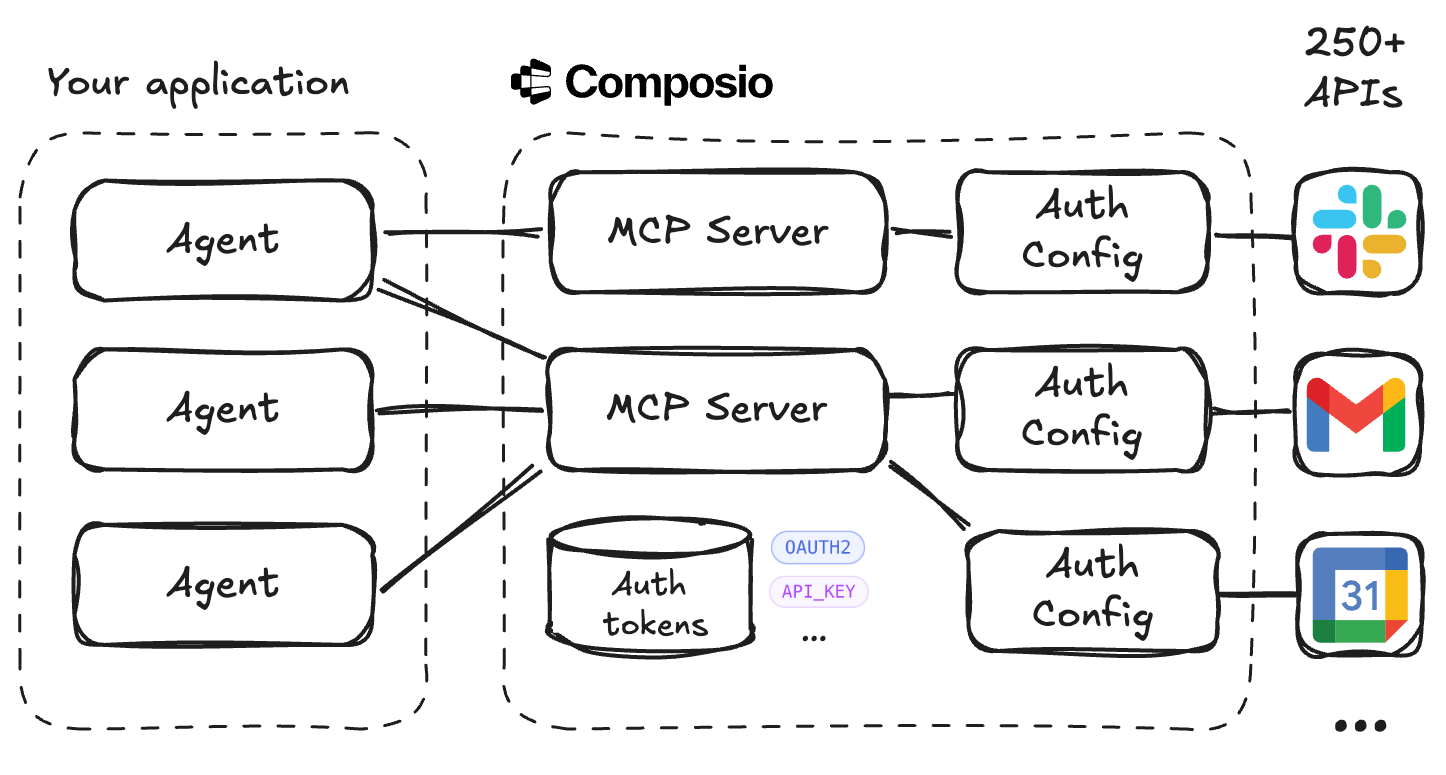 Your application
Composio
250+
APIs
Agent
MCP Server
Auth
Config
Agent
MCP Server
Auth
Config
31
Agent
Auth
tokens
OAUTH2
API_KEY
...
Auth
Config
...